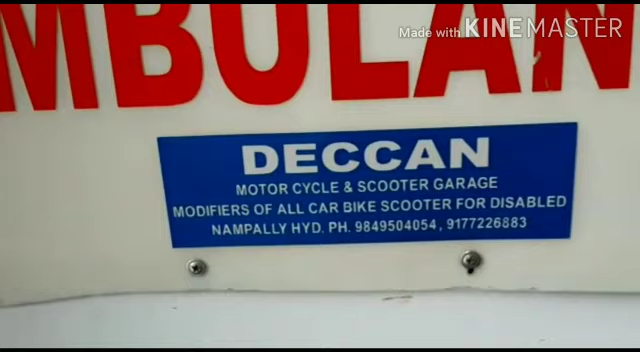 Made with KINEMASTER
MBULAN
DECCAN
MOTOR CYCLE & SCOOTER GARAGE
MODIFIERS OF ALL CAR BIKE SCOOTER FOR DISABLED
NAMPALLY HYD. PH. 9849504054, 9177226883